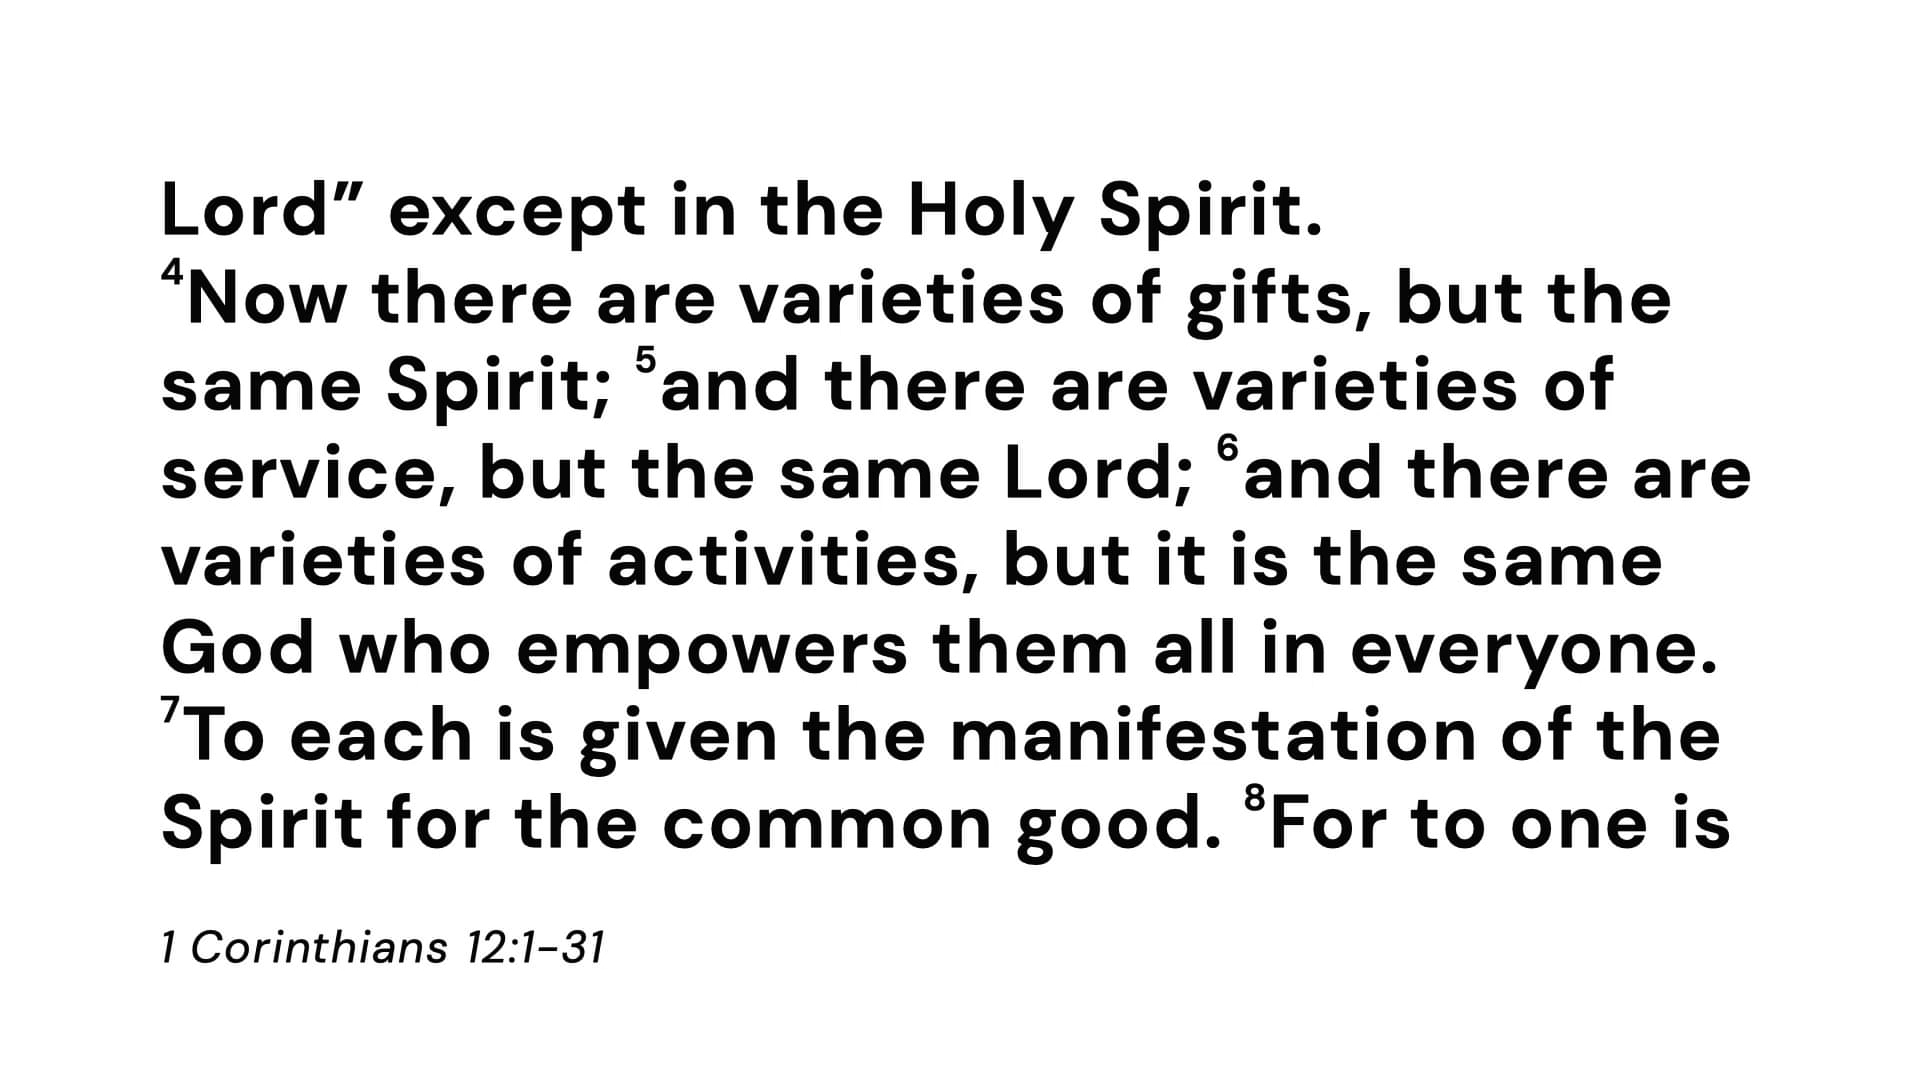 Lord” except in the Holy Spirit.
⁴Now there are varieties of gifts, but the
same Spirit; ⁵and there are varieties of
service, but the same Lord; ⁶and there are
varieties of activities, but it is the same
God who empowers them all in everyone.
⁷To each is given the manifestation of the
Spirit for the common good. ⁸For to one is
1 Corinthians 12:1–31